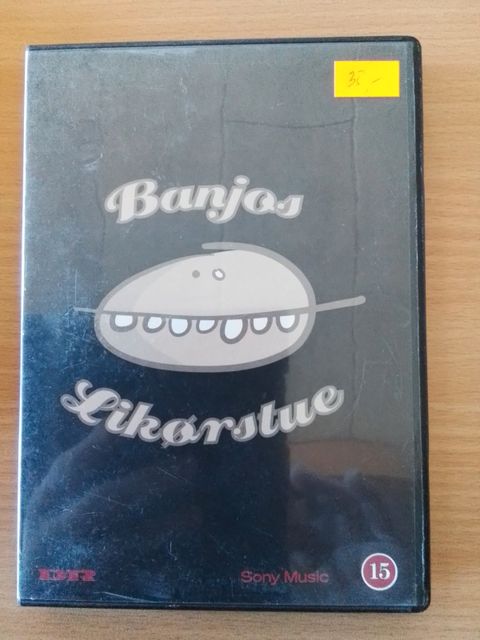 35,-
Banjos
Likørstue
Sony Music
15